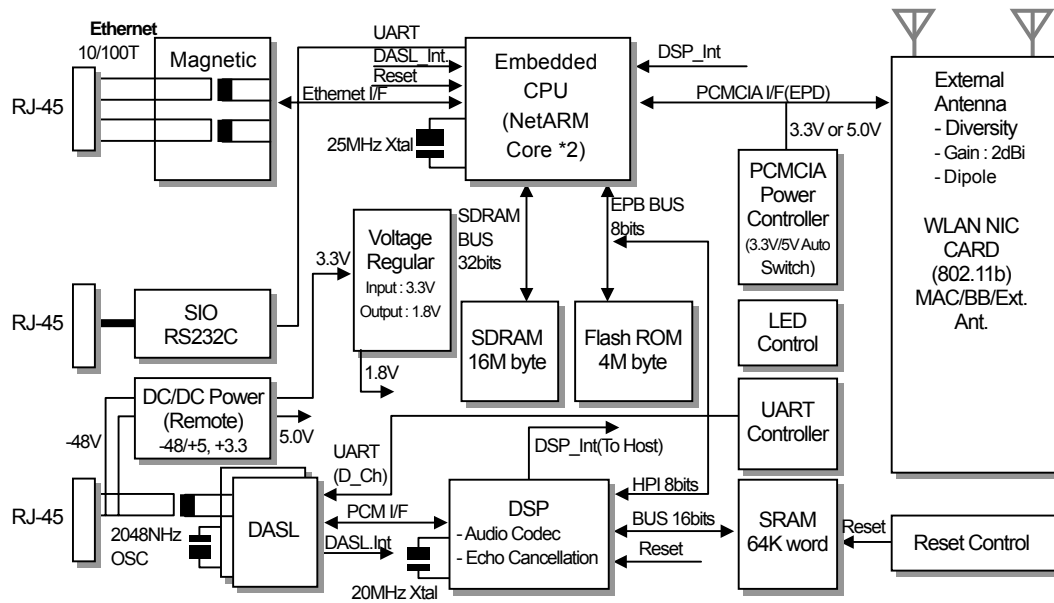 Ethernet
10/100T
RJ-45
Magnetic
UART
DASL_Int.
Reset
Ethernet I/F
25MHz Xtal
Embedded
CPU
(NetARM
Core *2)
DSP_Int
PCMCIA I/F(EPD)
3.3V or 5.0V
PCMCIA
Power
Controller
(3.3V/5V Auto
Switch)
External
Antenna
- Diversity
- Gain : 2dBi
- Dipole
WLAN NIC
CARD
(802.11b)
MAC/BB/Ext.
Ant.
SDRAM
BUS
32bits
EPB BUS
8bits
3.3V
Voltage
Regular
Input : 3.3V
Output : 1.8V
1.8V
RJ-45
SIO
RS232C
SDRAM
16M byte
Flash ROM
4M byte
LED
Control
DC/DC Power
(Remote)
-48/+5, +3.3
-48V
5.0V
UART
(D_Ch)
DSP_Int(To Host)
UART
Controller
RJ-45
2048NHz
OSC
DASL
PCM I/F
DASL.Int
20MHz Xtal
DSP
- Audio Codec
- Echo Cancellation
HPI 8bits
BUS 16bits
Reset
SRAM
64K word
Reset
Reset Control